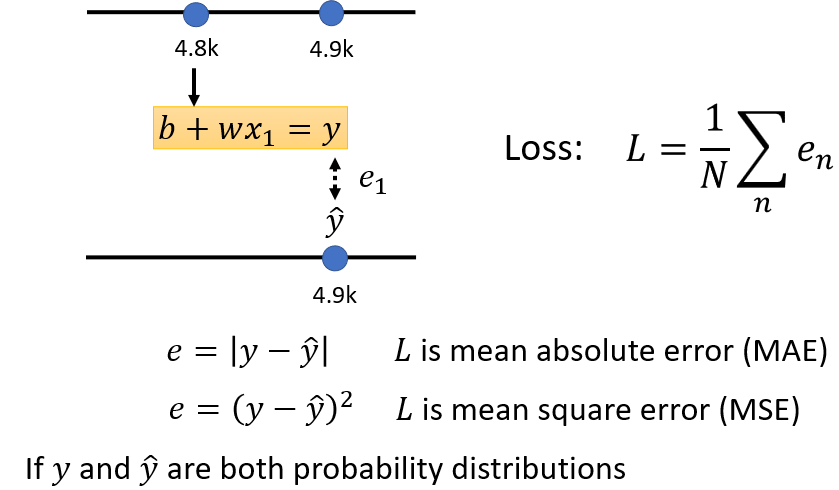 4.8k 4.9k
b + wx₁ = y
e₁
ŷ
4.9k
Loss: L = 1/N ∑ₙ eₙ
e = |y − ŷ| L is mean absolute error (MAE)
e = (y − ŷ)² L is mean square error (MSE)
If y and ŷ are both probability distributions